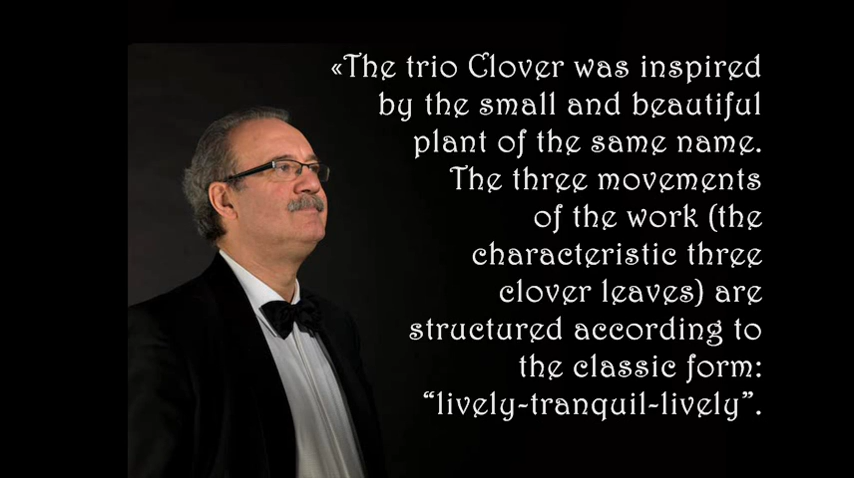 «The trio Clover was inspired
by the small and beautiful
plant of the same name.
The three movements
of the work (the
characteristic three
clover leaves) are
structured according to
the classic form:
“lively-tranquil-lively”.